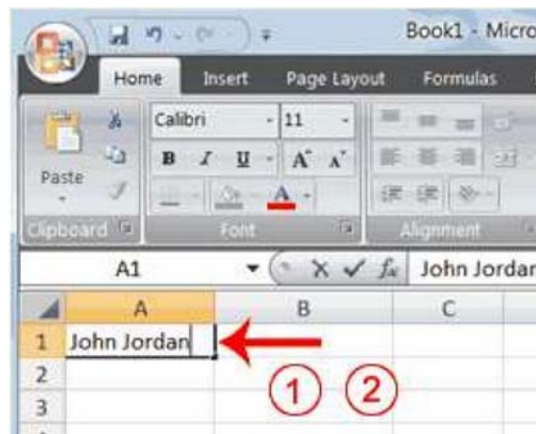 Book1 - Micro
Home Insert Page Layout Formulas
Calibri 11
B I U A A
Paste
A
Clipboard Font Alignment
A1 fx John Jordan
A B C
1 John Jordan
① ②
2
3